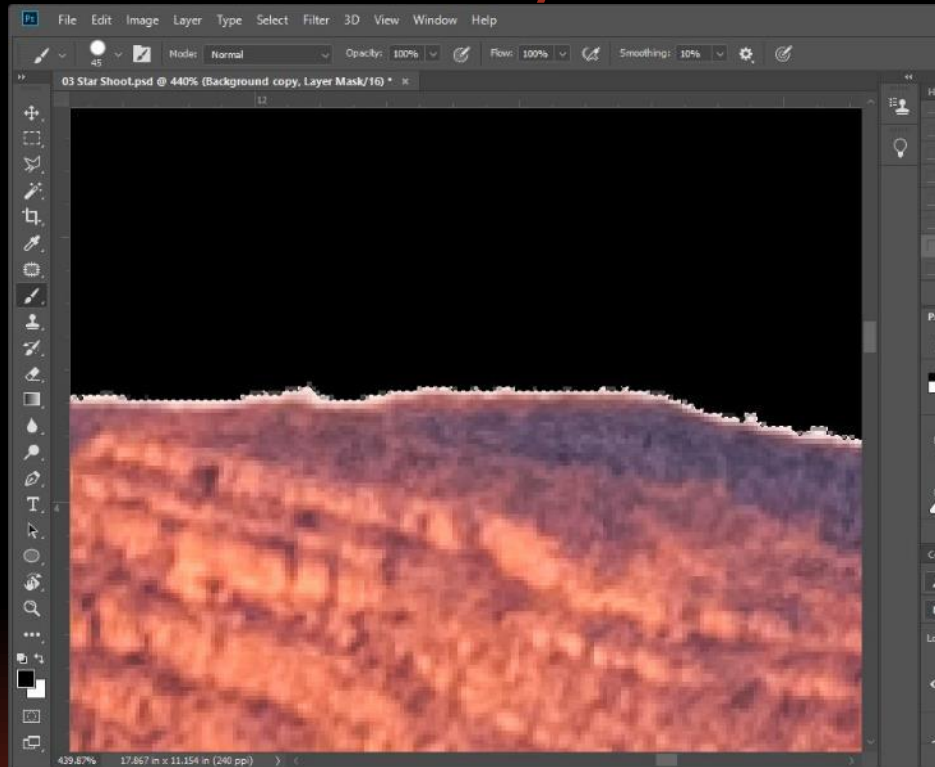 Ps File Edit Image Layer Type Select Filter 3D View Window Help
45 Mode: Normal Opacity: 100% Flow: 100% Smoothing: 10%
03 Star Shoot.psd @ 440% (Background copy, Layer Mask/16) * ×
12
4
T
439.87% 17.867 in x 11.154 in (240 ppi)